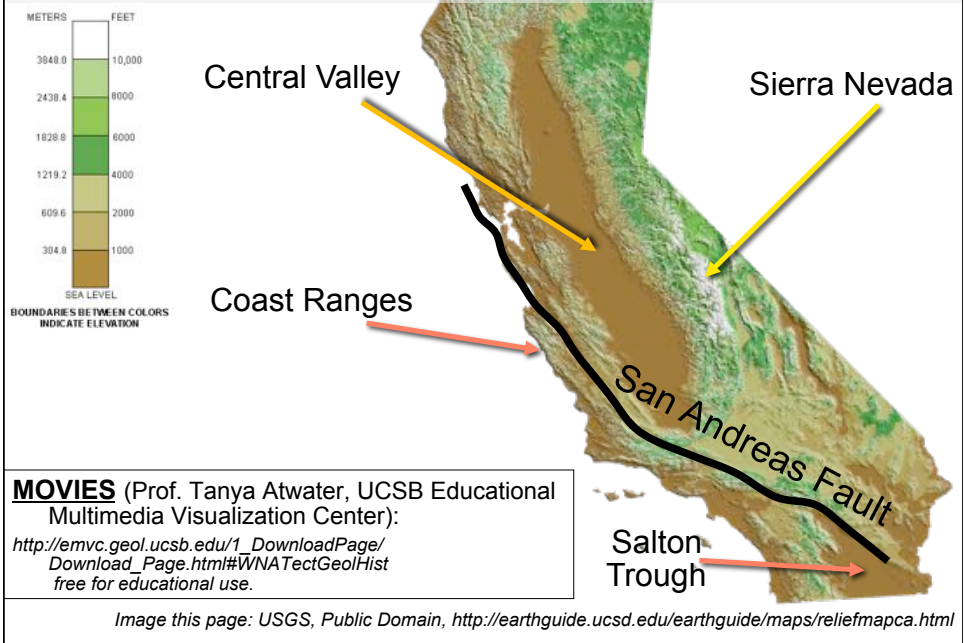 METERS FEET
3848.0 10,000
2438.4 8000
1828.8 6000
1219.2 4000
609.6 2000
304.8 1000
SEA LEVEL
BOUNDARIES BETWEEN COLORS
INDICATE ELEVATION
Central Valley
Sierra Nevada
Coast Ranges
San Andreas Fault
Salton
Trough
MOVIES (Prof. Tanya Atwater, UCSB Educational
Multimedia Visualization Center):
http://emvc.geol.ucsb.edu/1_DownloadPage/
Download_Page.html#WNATectGeolHist
free for educational use.
Image this page: USGS, Public Domain, http://earthguide.ucsd.edu/earthguide/maps/reliefmapca.html